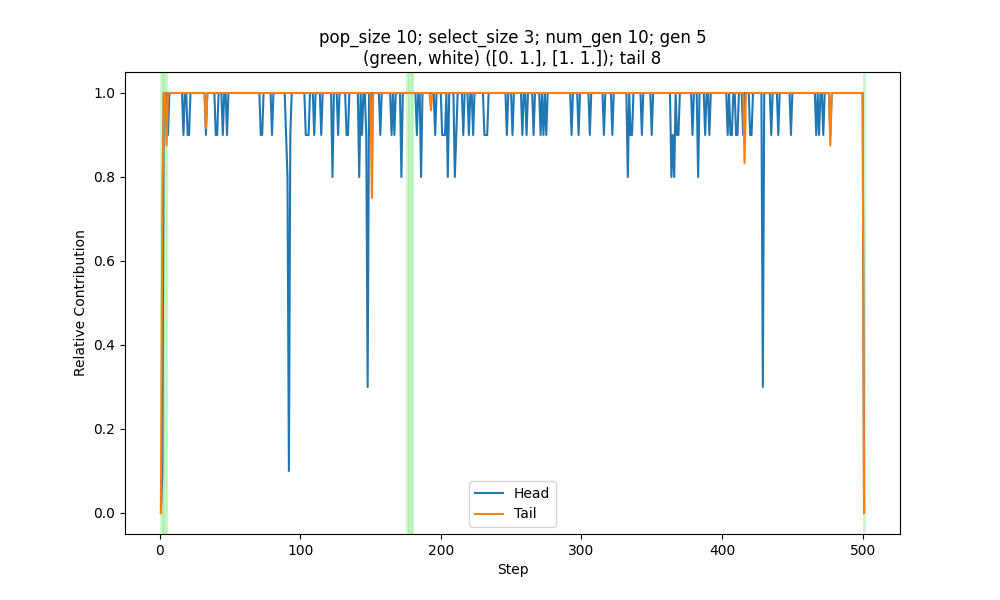 pop_size 10; select_size 3; num_gen 10; gen 5
(green, white) ([0. 1.], [1. 1.]); tail 8
Relative Contribution
1.0
0.8
0.6
0.4
0.2
0.0
Head
Tail
0
100
200
300
400
500
Step